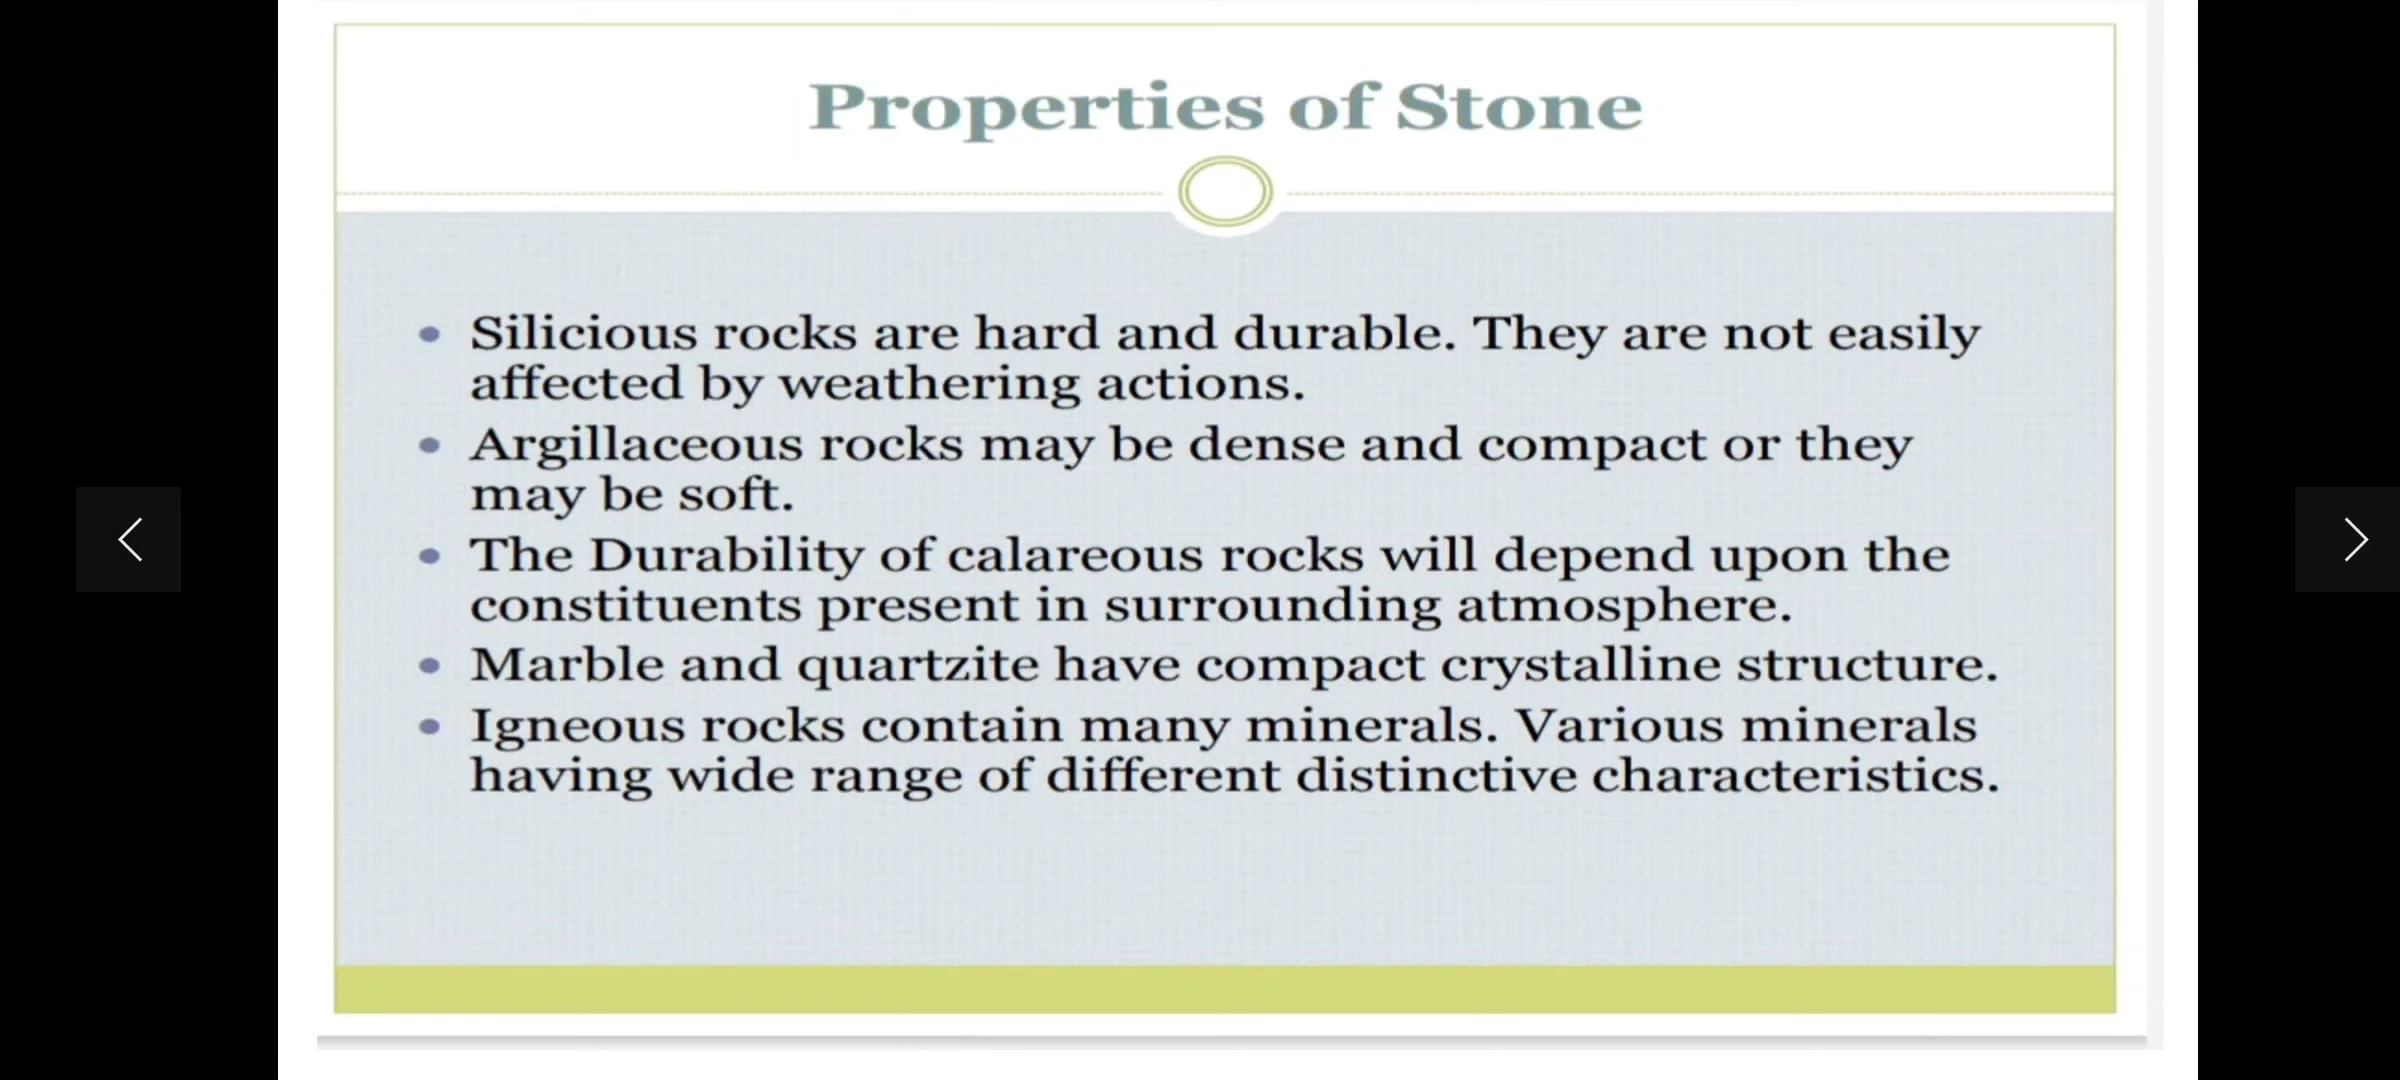 Properties of Stone
Silicious rocks are hard and durable. They are not easily
affected by weathering actions.
Argillaceous rocks may be dense and compact or they
may be soft.
The Durability of calareous rocks will depend upon the
constituents present in surrounding atmosphere.
Marble and quartzite have compact crystalline structure.
Igneous rocks contain many minerals. Various minerals
having wide range of different distinctive characteristics.